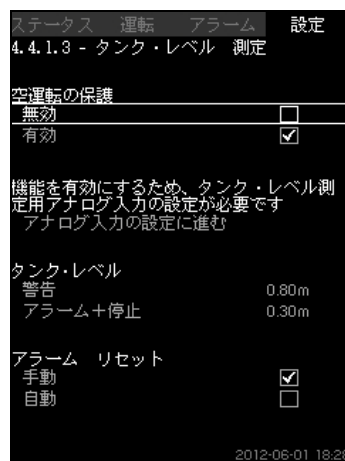 ステータス 運転 アラーム 設定
4.4.1.3 - タンク・レベル 測定
空運転の保護
無効
有効
機能を有効にするため、タンク・レベル測
定用アナログ入力の設定が必要です
アナログ入力の設定に進む
タンク・レベル
警告 0.80m
アラーム＋停止 0.30m
アラーム リセット
手動
自動
2012-06-01 18:28